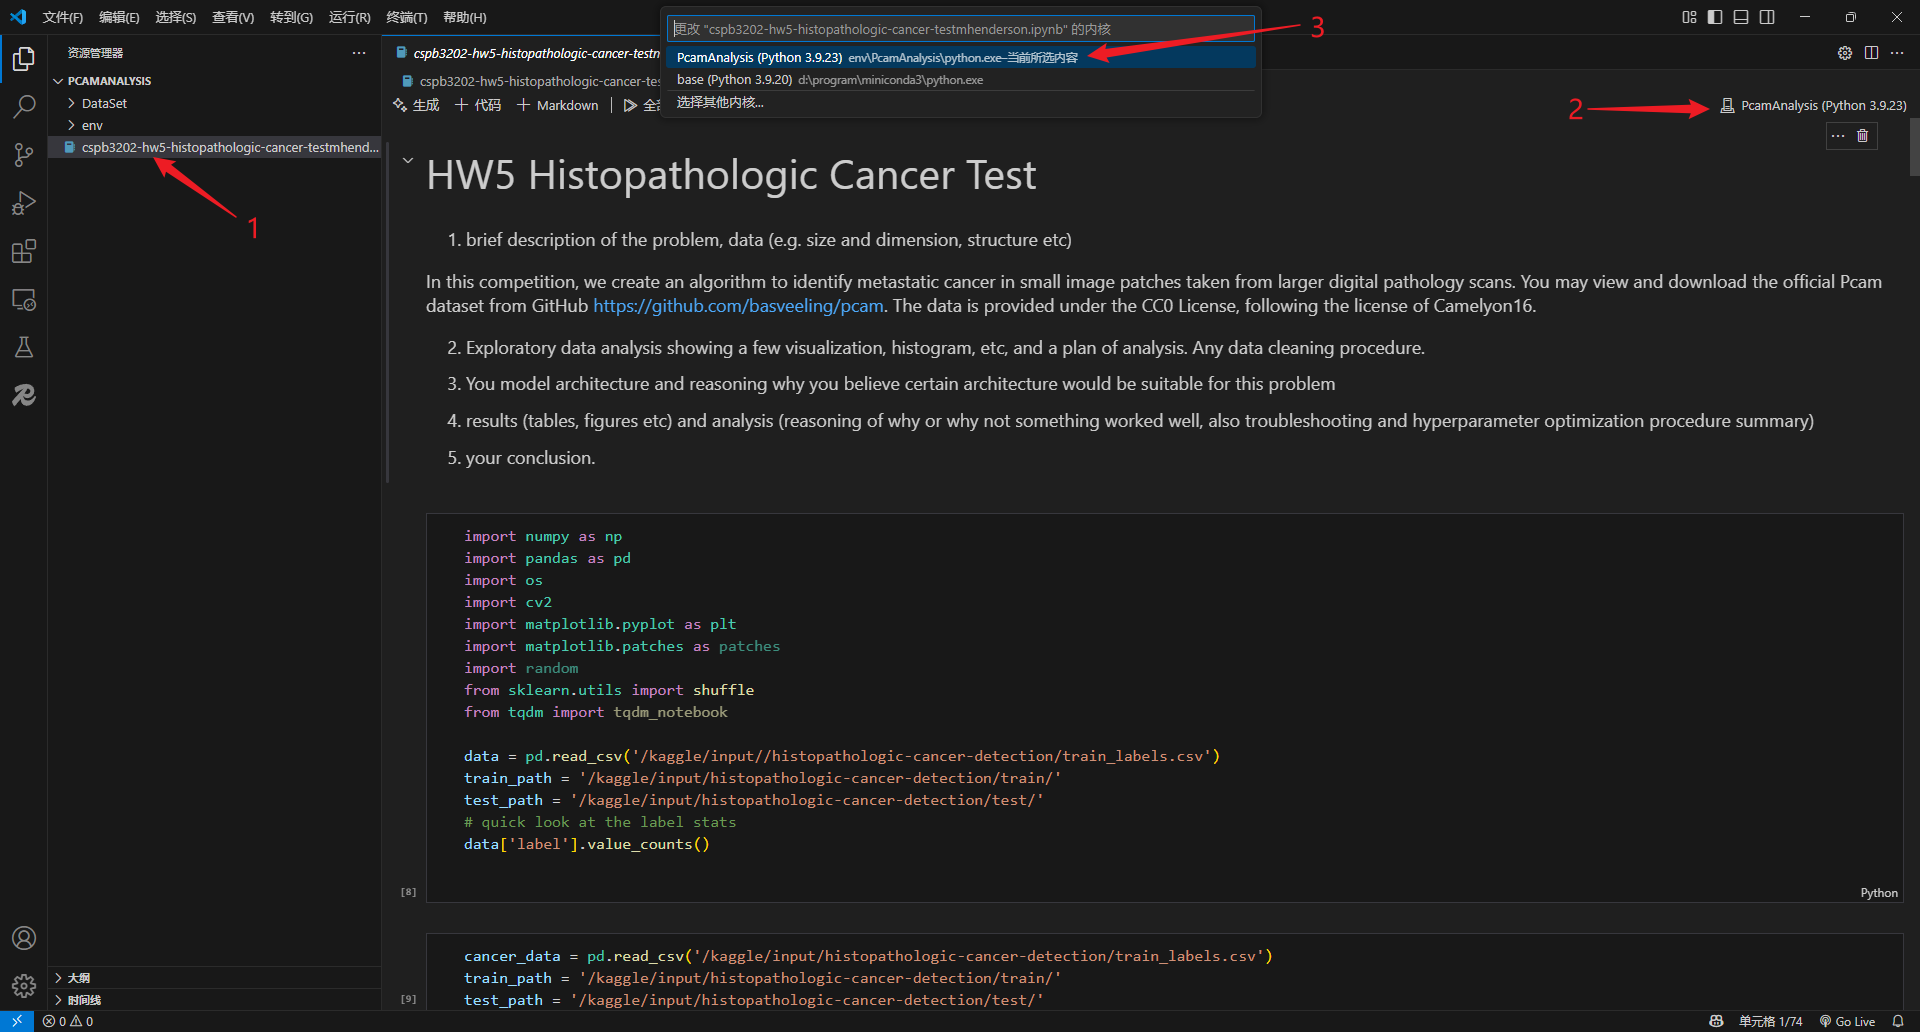 文件(F) 编辑(E) 选择(S) 查看(V) 转到(G) 运行(R) 终端(T) 帮助(H)
更改 "cspb3202-hw5-histopathologic-cancer-testmhenderson.ipynb" 的内核
3
资源管理器
cspb3202-hw5-histopathologic-cancer-testn
PcamAnalysis (Python 3.9.23) env\PcamAnalysis\python.exe-当前所选内容
PCAMANALYSIS
cspb3202-hw5-histopathologic-cancer-tes
base (Python 3.9.20) d:\program\miniconda3\python.exe
DataSet
生成 代码 Markdown 全部
选择其他内核...
2
PcamAnalysis (Python 3.9.23)
env
cspb3202-hw5-histopathologic-cancer-testmhend...
1
HW5 Histopathologic Cancer Test
1. brief description of the problem, data (e.g. size and dimension, structure etc)
In this competition, we create an algorithm to identify metastatic cancer in small image patches taken from larger digital pathology scans. You may view and download the official Pcam
dataset from GitHub https://github.com/basveeling/pcam. The data is provided under the CC0 License, following the license of Camelyon16.
2. Exploratory data analysis showing a few visualization, histogram, etc, and a plan of analysis. Any data cleaning procedure.
3. You model architecture and reasoning why you believe certain architecture would be suitable for this problem
4. results (tables, figures etc) and analysis (reasoning of why or why not something worked well, also troubleshooting and hyperparameter optimization procedure summary)
5. your conclusion.
import numpy as np
import pandas as pd
import os
import cv2
import matplotlib.pyplot as plt
import matplotlib.patches as patches
import random
from sklearn.utils import shuffle
from tqdm import tqdm_notebook
data = pd.read_csv('/kaggle/input//histopathologic-cancer-detection/train_labels.csv')
train_path = '/kaggle/input/histopathologic-cancer-detection/train/'
test_path = '/kaggle/input/histopathologic-cancer-detection/test/'
# quick look at the label stats
data['label'].value_counts()
[8]
Python
cancer_data = pd.read_csv('/kaggle/input/histopathologic-cancer-detection/train_labels.csv')
train_path = '/kaggle/input/histopathologic-cancer-detection/train/'
test_path = '/kaggle/input/histopathologic-cancer-detection/test/'
[9]
大纲
时间线
0 0
单元格 1/74 Go Live